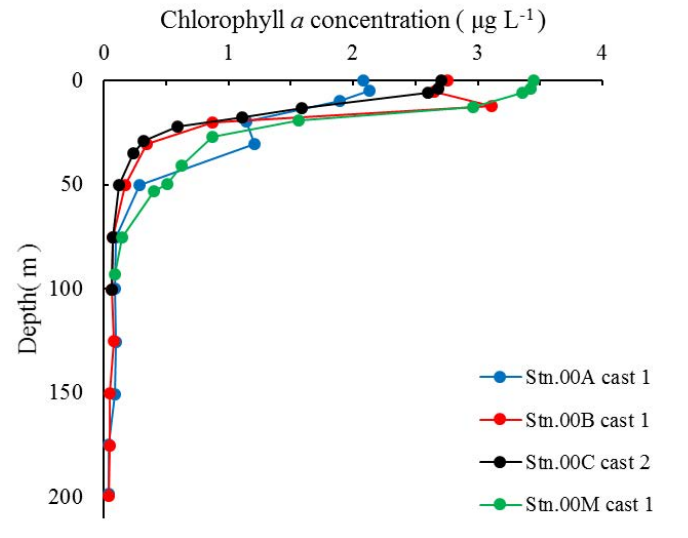 Chlorophyll a concentration ( μg L-1 )
0 1 2 3 4
0
50
100
150
200
Depth( m )
Stn.00A cast 1
Stn.00B cast 1
Stn.00C cast 2
Stn.00M cast 1